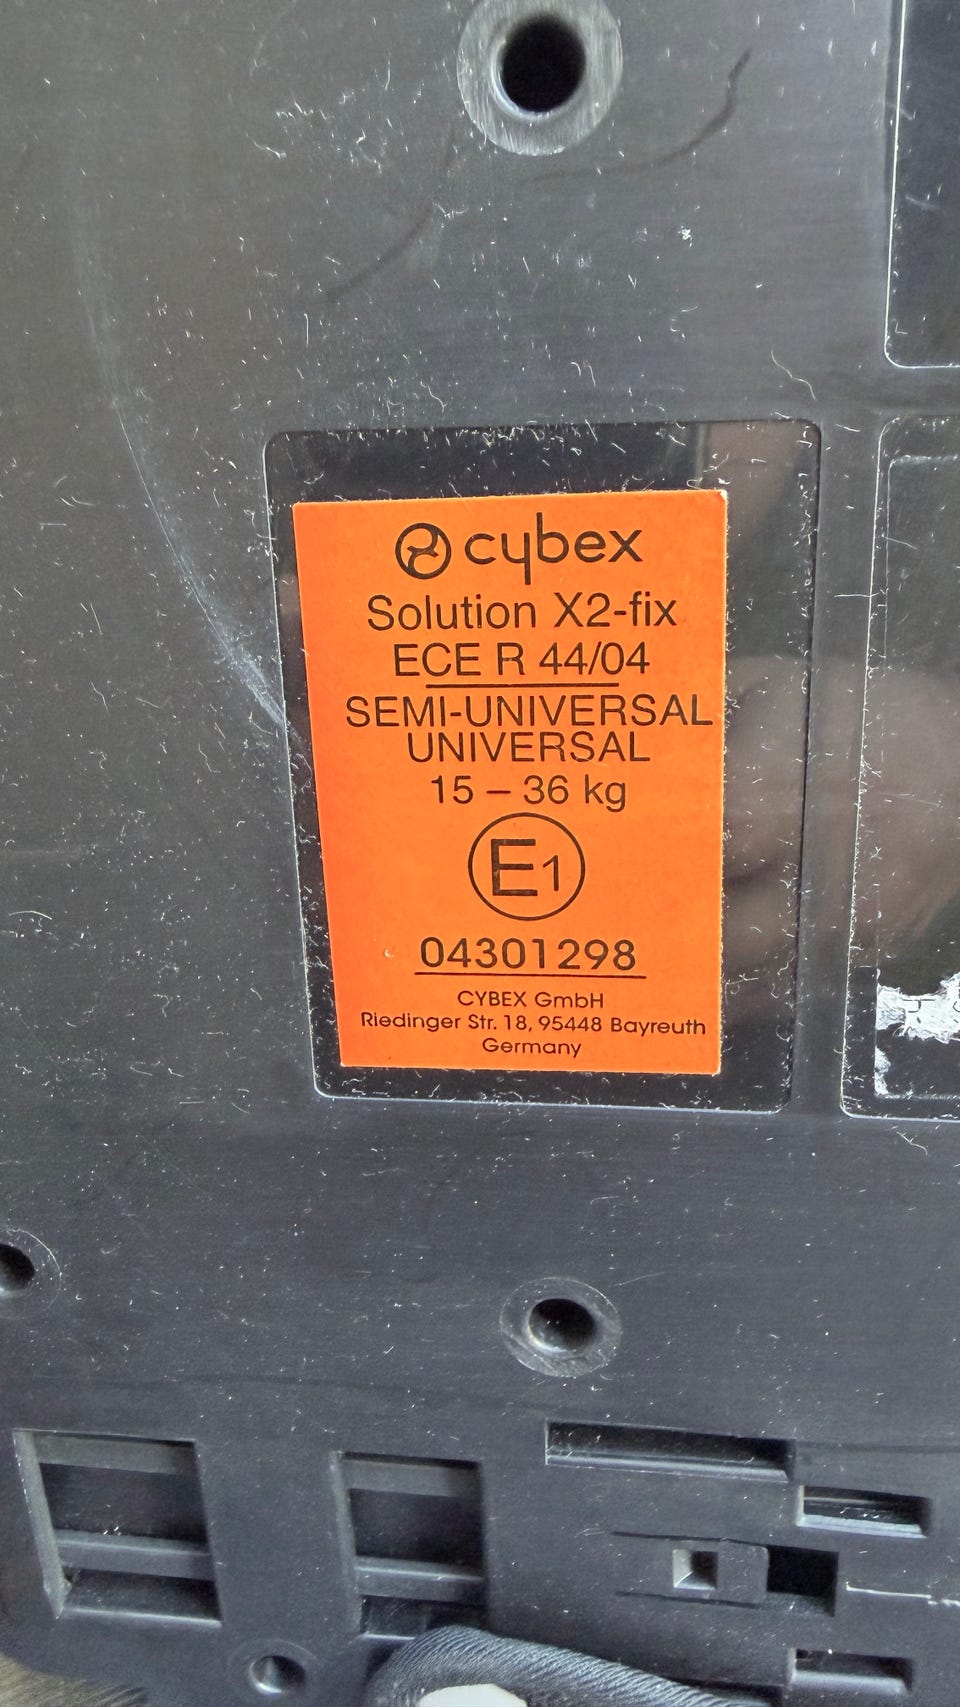 cybex
Solution X2-fix
ECE R 44/04
SEMI-UNIVERSAL
UNIVERSAL
15 – 36 kg
E1
04301298
CYBEX GmbH
Riedinger Str. 18, 95448 Bayreuth
Germany